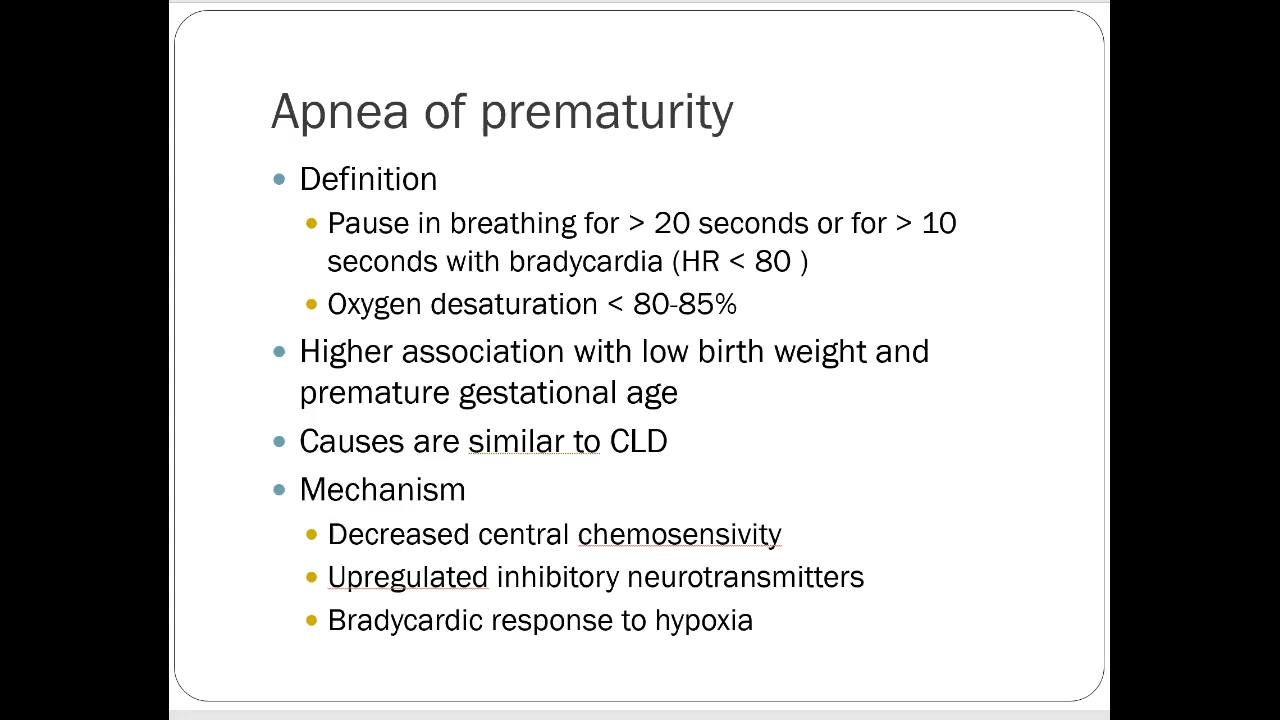 Apnea of prematurity
Definition
Pause in breathing for > 20 seconds or for > 10
seconds with bradycardia (HR < 80 )
Oxygen desaturation < 80-85%
Higher association with low birth weight and
premature gestational age
Causes are similar to CLD
Mechanism
Decreased central chemosensivity
Upregulated inhibitory neurotransmitters
Bradycardic response to hypoxia